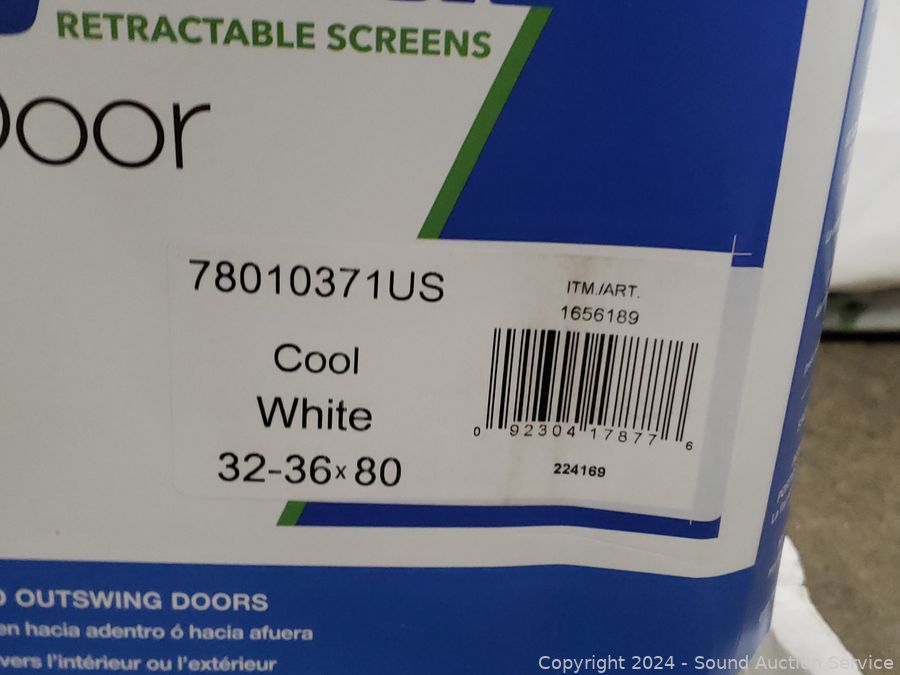 RETRACTABLE SCREENS
Door
78010371US
Cool
White
32-36x80
ITM./ART.
1656189
0 92304 17877 6
224169
OUTSWING DOORS
en hacia adentro ó hacia afuera
vers l'intérieur ou l'extérieur
Copyright 2024 - Sound Auction Service